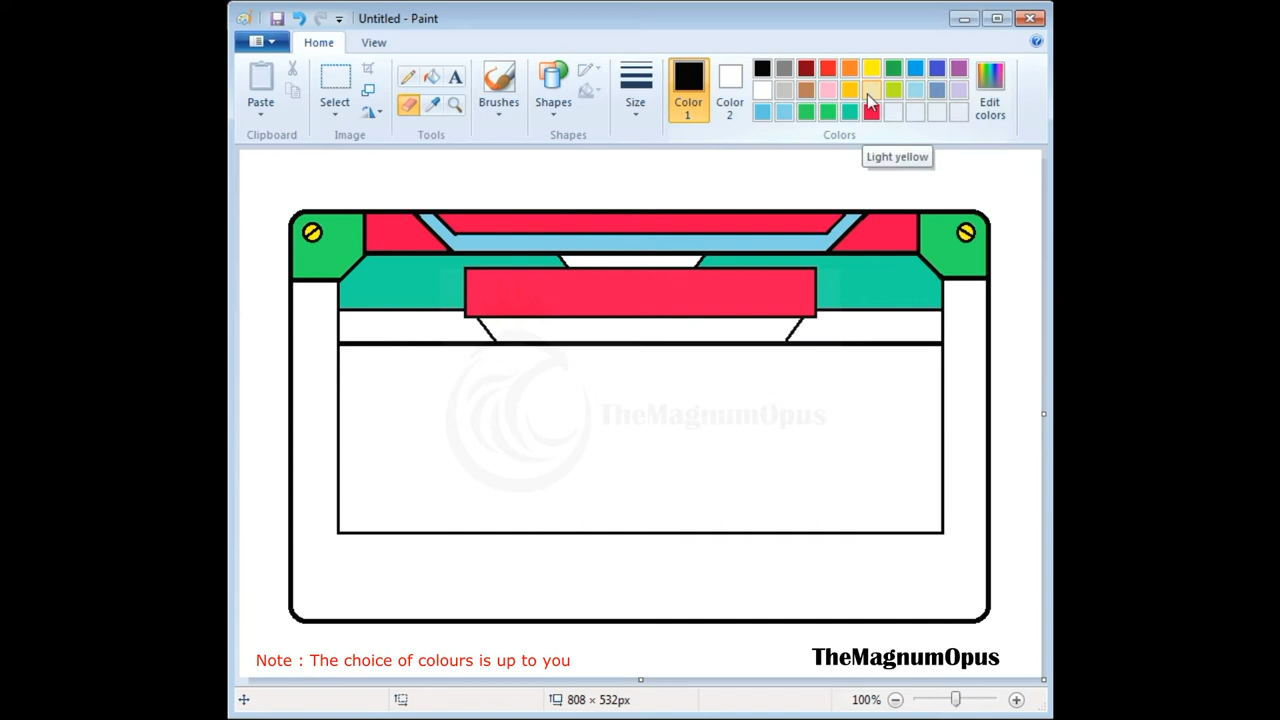 Untitled - Paint
Home
View
Paste
Select
Brushes
Shapes
Size
Color
1
Color
2
Edit
colors
Clipboard
Image
Tools
Shapes
Colors
Light yellow
TheMagnumOpus
Note : The choice of colours is up to you
TheMagnumOpus
808 × 532px
100%